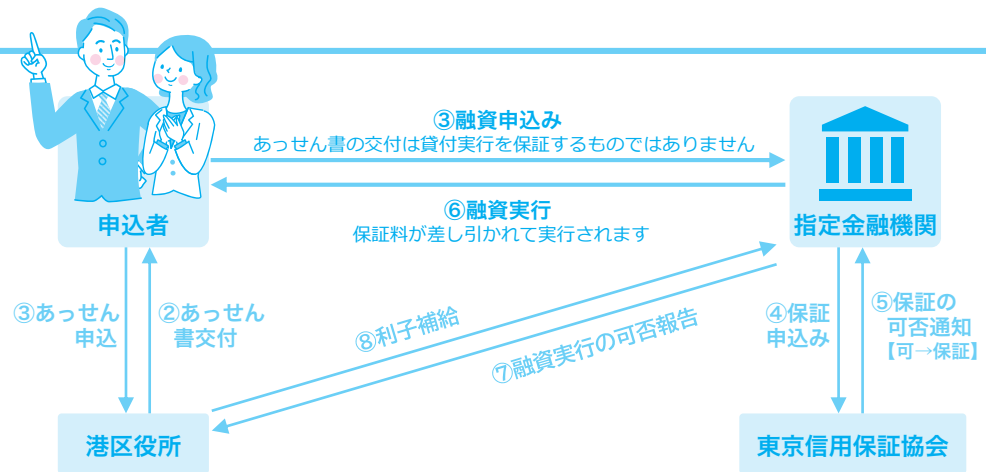 ③融資申込み
あっせん書の交付は貸付実行を保証するものではありません
⑥融資実行
保証料が差し引かれて実行されます
申込者
指定金融機関
③あっせん
申込
②あっせん
書交付
⑧利子補給
⑦融資実行の可否報告
④保証
申込み
⑤保証の
可否通知
【可→保証】
港区役所
東京信用保証協会